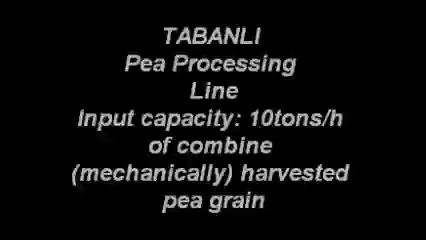 TABANLI
Pea Processing
Line
Input capacity: 10tons/h
of combine
(mechanically) harvested
pea grain